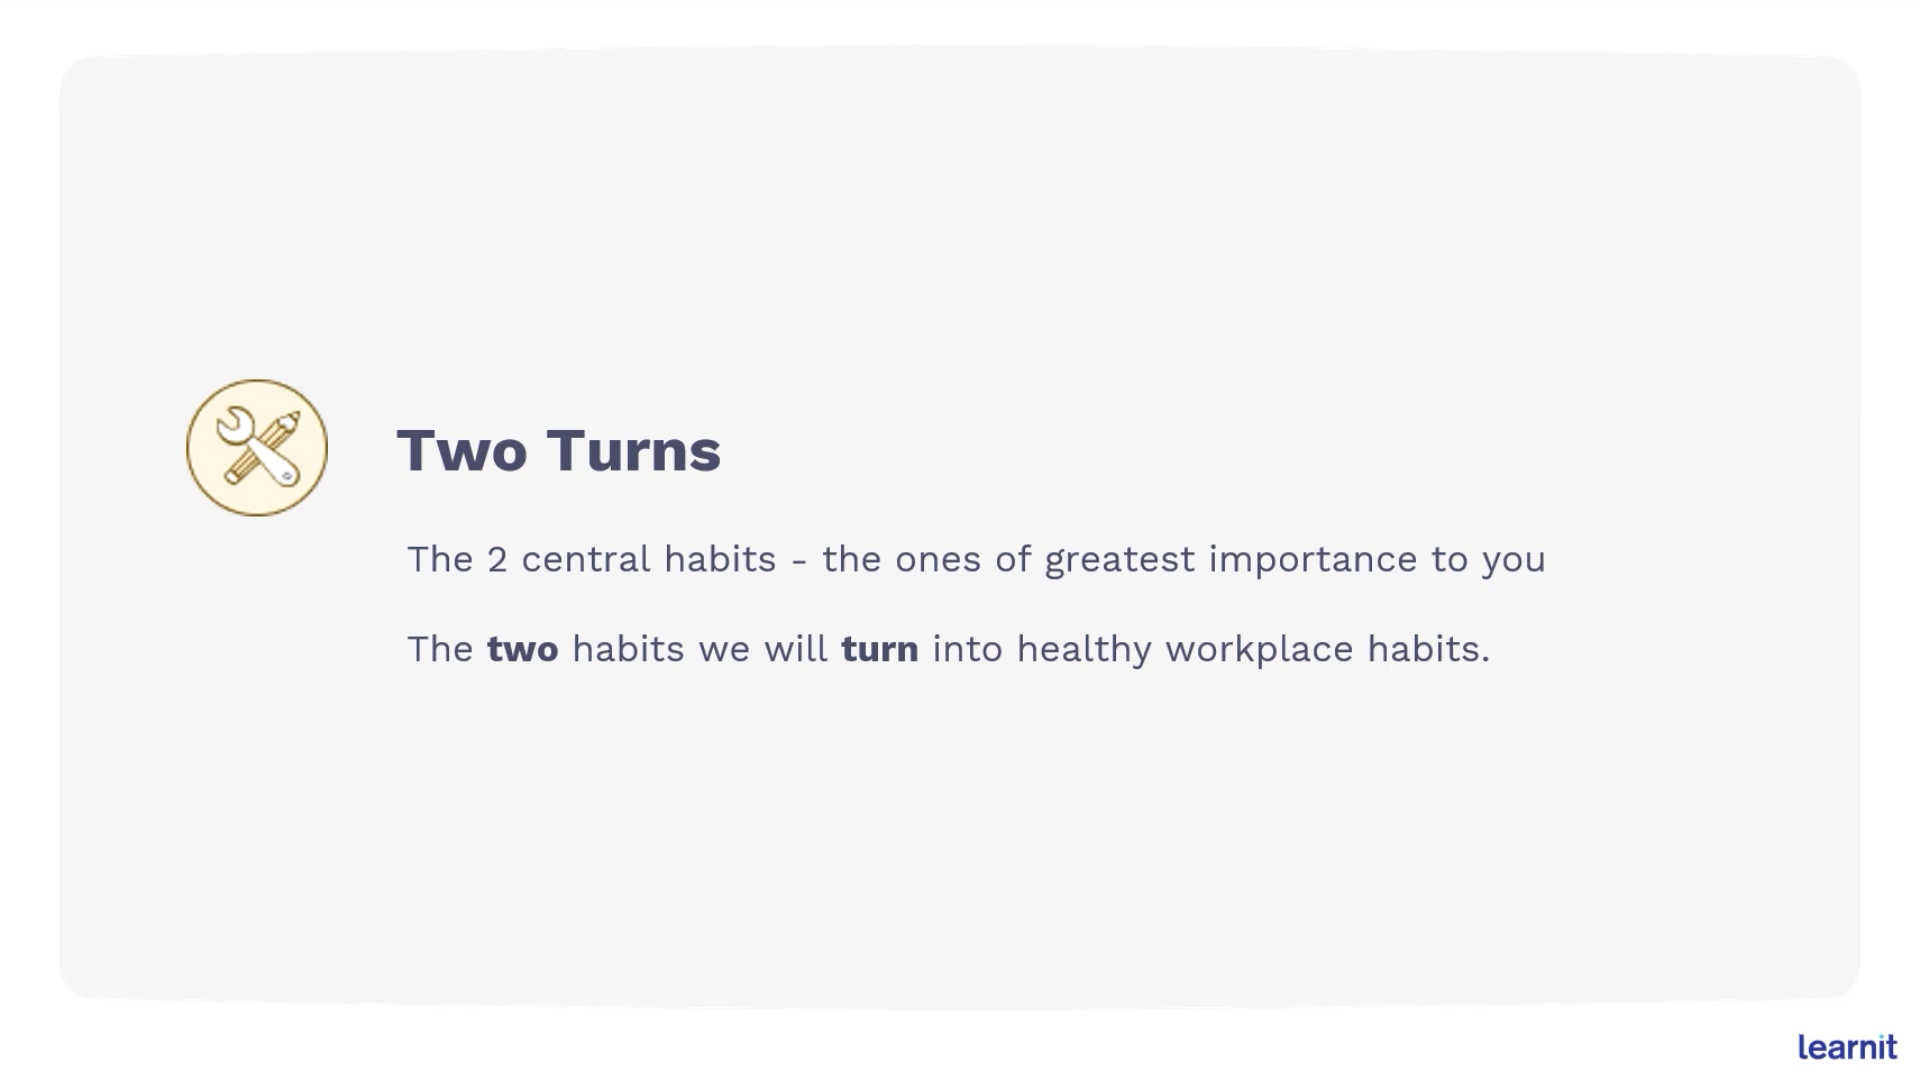 Two Turns
The 2 central habits - the ones of greatest importance to you
The two habits we will turn into healthy workplace habits.
learnit